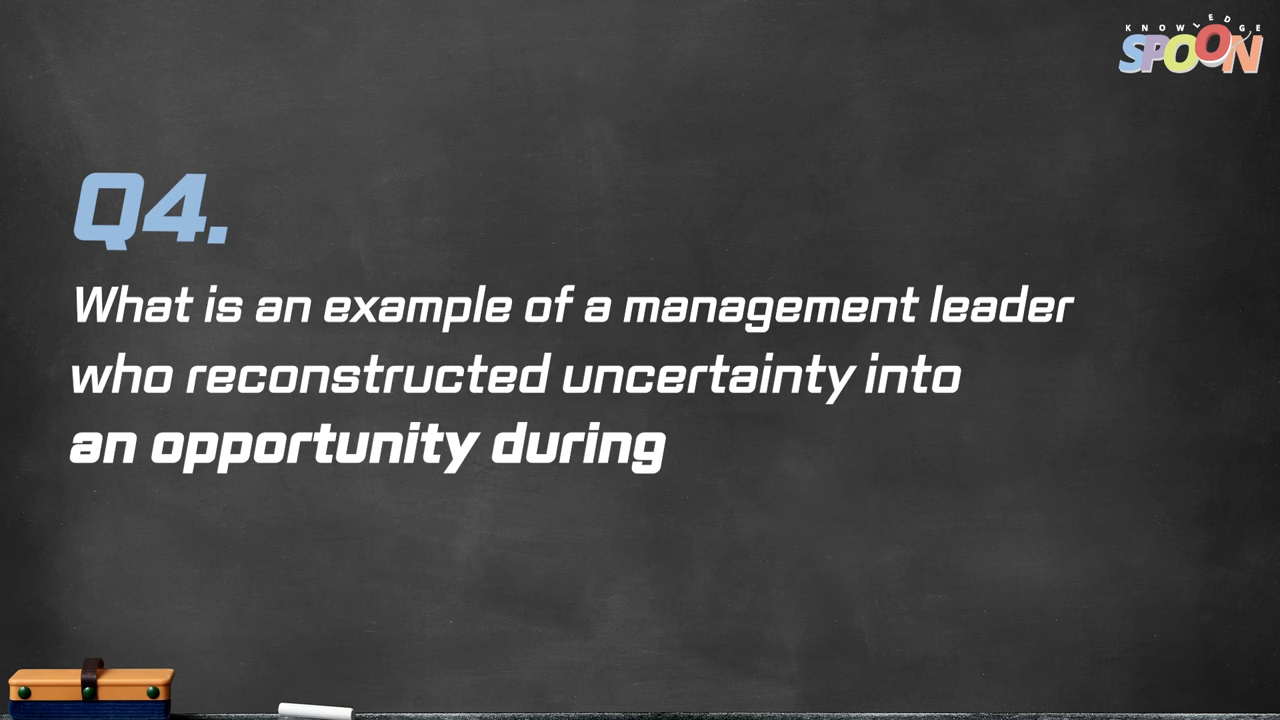 KNOWLEDGE
SPOON
Q4.
What is an example of a management leader
who reconstructed uncertainty into
an opportunity during